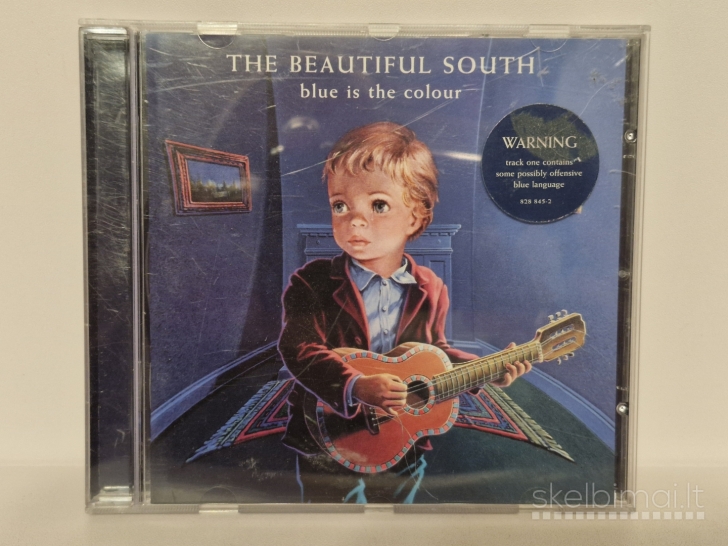 THE BEAUTIFUL SOUTH
blue is the colour
WARNING
track one contains
some possibly offensive
blue language
828 845-2
skelbimai.lt